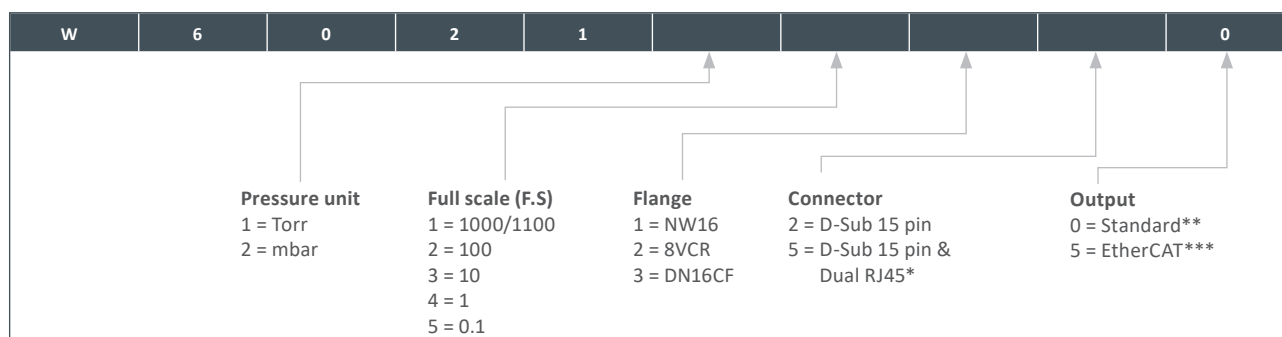 W 6 0 2 1 0
Pressure unit
1 = Torr
2 = mbar
Full scale (F.S)
1 = 1000/1100
2 = 100
3 = 10
4 = 1
5 = 0.1
Flange
1 = NW16
2 = 8VCR
3 = DN16CF
Connector
2 = D-Sub 15 pin
5 = D-Sub 15 pin &
Dual RJ45*
Output
0 = Standard**
5 = EtherCAT***